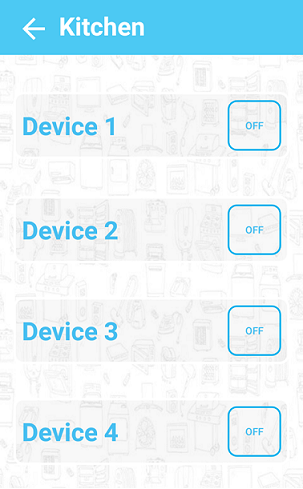 Kitchen
Device 1
OFF
Device 2
OFF
Device 3
OFF
Device 4
OFF